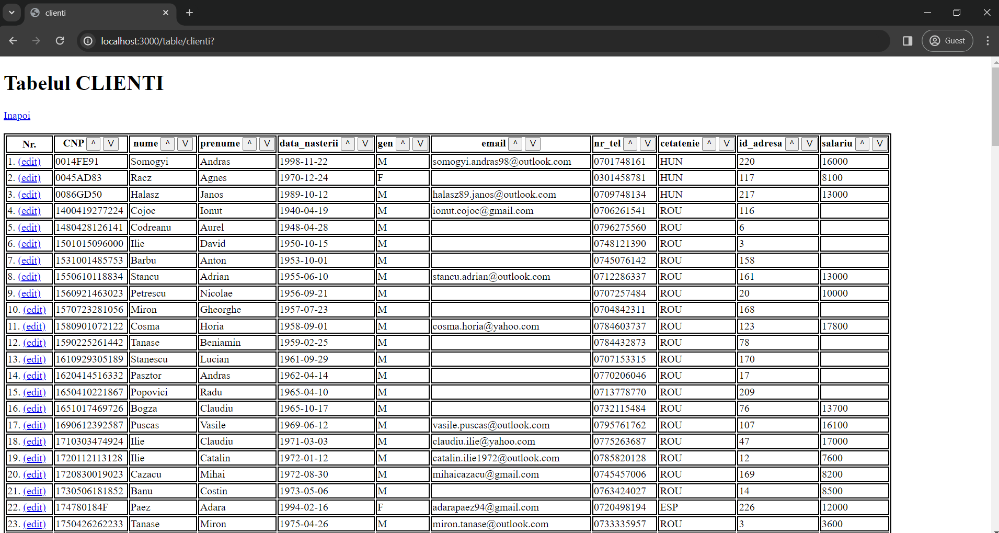 clienti
localhost:3000/table/clienti?
Guest
Tabelul CLIENTI
Inapoi
Nr. CNP ^ V nume ^ V prenume ^ V data_nasterii ^ V gen ^ V email ^ V nr_tel ^ V cetatenie ^ V id_adresa ^ V salariu ^ V
1. (edit) 0014FE91 Somogyi Andras 1998-11-22 M somogyi.andras98@outlook.com 0701748161 HUN 220 16000
2. (edit) 0045AD83 Racz Agnes 1970-12-24 F 0301458781 HUN 117 8100
3. (edit) 0086GD50 Halasz Janos 1989-10-12 M halasz89.janos@outlook.com 0709748134 HUN 217 13000
4. (edit) 1400419277224 Cojoc Ionut 1940-04-19 M ionut.cojoc@gmail.com 0706261541 ROU 116
5. (edit) 1480428126141 Codreanu Aurel 1948-04-28 M 0796275560 ROU 6
6. (edit) 1501015096000 Ilie David 1950-10-15 M 0748121390 ROU 3
7. (edit) 1531001485753 Barbu Anton 1953-10-01 M 0745076142 ROU 158
8. (edit) 1550610118834 Stancu Adrian 1955-06-10 M stancu.adrian@outlook.com 0712286337 ROU 161 13000
9. (edit) 1560921463023 Petrescu Nicolae 1956-09-21 M 0707257484 ROU 20 10000
10. (edit) 1570723281056 Miron Gheorghe 1957-07-23 M 0704842311 ROU 168
11. (edit) 1580901072122 Cosma Horia 1958-09-01 M cosma.horia@yahoo.com 0784603737 ROU 123 17800
12. (edit) 1590225261442 Tanase Beniamin 1959-02-25 M 0784432873 ROU 78
13. (edit) 1610929305189 Stanescu Lucian 1961-09-29 M 0707153315 ROU 170
14. (edit) 1620414516332 Pasztor Andras 1962-04-14 M 0770206046 ROU 17
15. (edit) 1650410221867 Popovici Radu 1965-04-10 M 0713778770 ROU 209
16. (edit) 1651017469726 Bogza Claudiu 1965-10-17 M 0732115484 ROU 76 13700
17. (edit) 1690612392587 Puscas Vasile 1969-06-12 M vasile.puscas@outlook.com 0795761762 ROU 107 16100
18. (edit) 1710303474924 Ilie Claudiu 1971-03-03 M claudiu.ilie@yahoo.com 0775263687 ROU 47 17000
19. (edit) 1720112113128 Ilie Catalin 1972-01-12 M catalin.ilie1972@outlook.com 0785820128 ROU 12 7600
20. (edit) 1720830019023 Cazacu Mihai 1972-08-30 M mihaicazacu@gmail.com 0745457006 ROU 169 8200
21. (edit) 1730506181852 Banu Costin 1973-05-06 M 0763424027 ROU 14 8500
22. (edit) 174780184F Paez Adara 1994-02-16 F adarapaez94@gmail.com 0720498194 ESP 226 12000
23. (edit) 1750426262233 Tanase Miron 1975-04-26 M miron.tanase@outlook.com 0733335957 ROU 3 3600